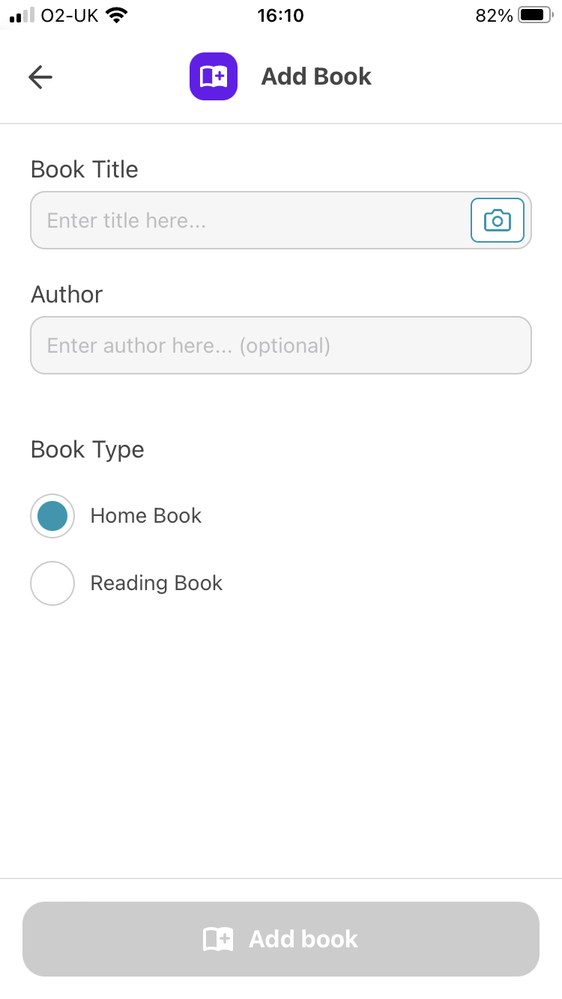 O2-UK 16:10 82%
Add Book
Book Title
Enter title here...
Author
Enter author here... (optional)
Book Type
Home Book
Reading Book
Add book